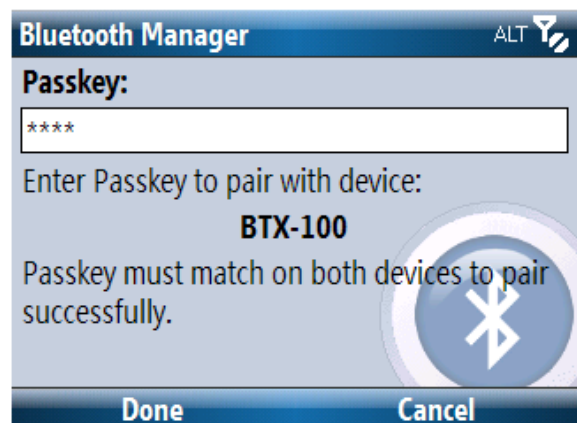 Bluetooth Manager ALT
Passkey:
****
Enter Passkey to pair with device:
BTX-100
Passkey must match on both devices to pair
successfully.
Done Cancel